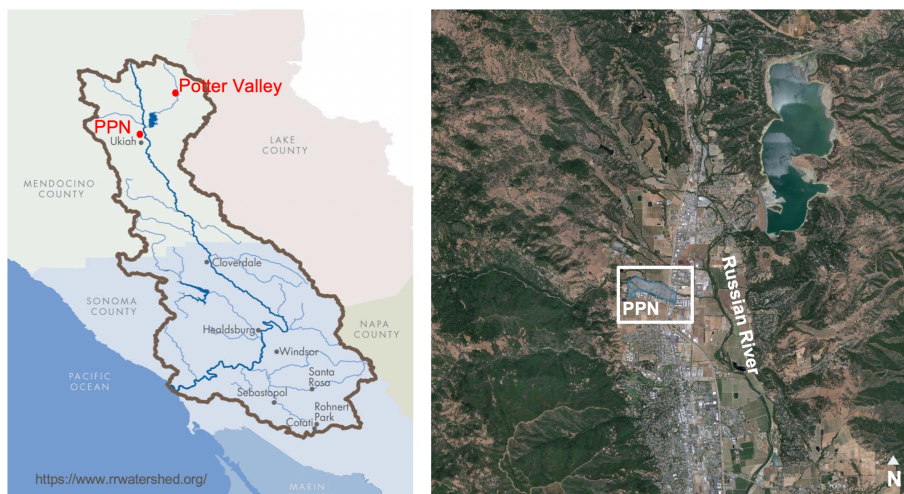 Potter Valley
PPN
Ukiah
LAKE
COUNTY
MENDOCINO
COUNTY
Cloverdale
SONOMA
COUNTY
NAPA
COUNTY
Healdsburg
Windsor
PACIFIC
OCEAN
Santa
Rosa
Sebastopol
Rohnert
Park
Cotati
https://www.rrwatershed.org/
MARIN
PPN
Russian River
N